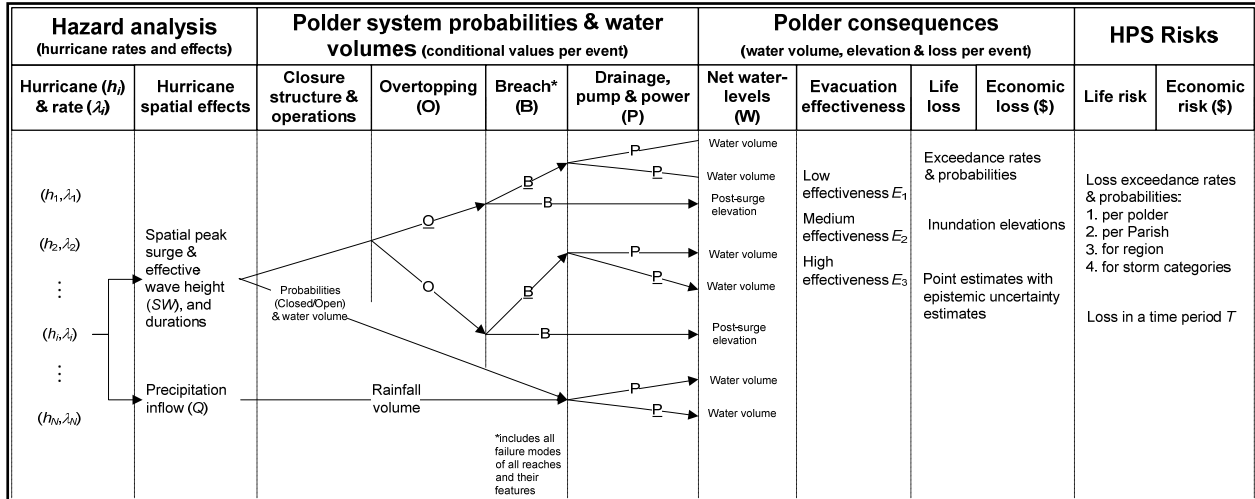 Hazard analysis
(hurricane rates and effects)
Polder system probabilities & water
volumes (conditional values per event)
Polder consequences
(water volume, elevation & loss per event)
HPS Risks
Hurricane (hi)
& rate (λi)
Hurricane
spatial effects
Closure
structure &
operations
Overtopping
(O)
Breach*
(B)
Drainage,
pump & power
(P)
Net water-
levels
(W)
Evacuation
effectiveness
Life
loss
Economic
loss ($)
Life risk
Economic
risk ($)
(h1,λ1)
(h2,λ2)
⋮
(hi,λi)
⋮
(hN,λN)
Spatial peak
surge &
effective
wave height
(SW), and
durations
Precipitation
inflow (Q)
Probabilities
(Closed/Open)
& water volume
O
O
Rainfall
volume
B
B
B
B
*includes all
failure modes
of all reaches
and their
features
P
P
P
P
P
P
Water volume
Water volume
Post-surge
elevation
Water volume
Water volume
Post-surge
elevation
Water volume
Water volume
Low
effectiveness E1
Medium
effectiveness E2
High
effectiveness E3
Exceedance rates
& probabilities
Inundation elevations
Point estimates with
epistemic uncertainty
estimates
Loss exceedance rates
& probabilities:
1. per polder
2. per Parish
3. for region
4. for storm categories
Loss in a time period T